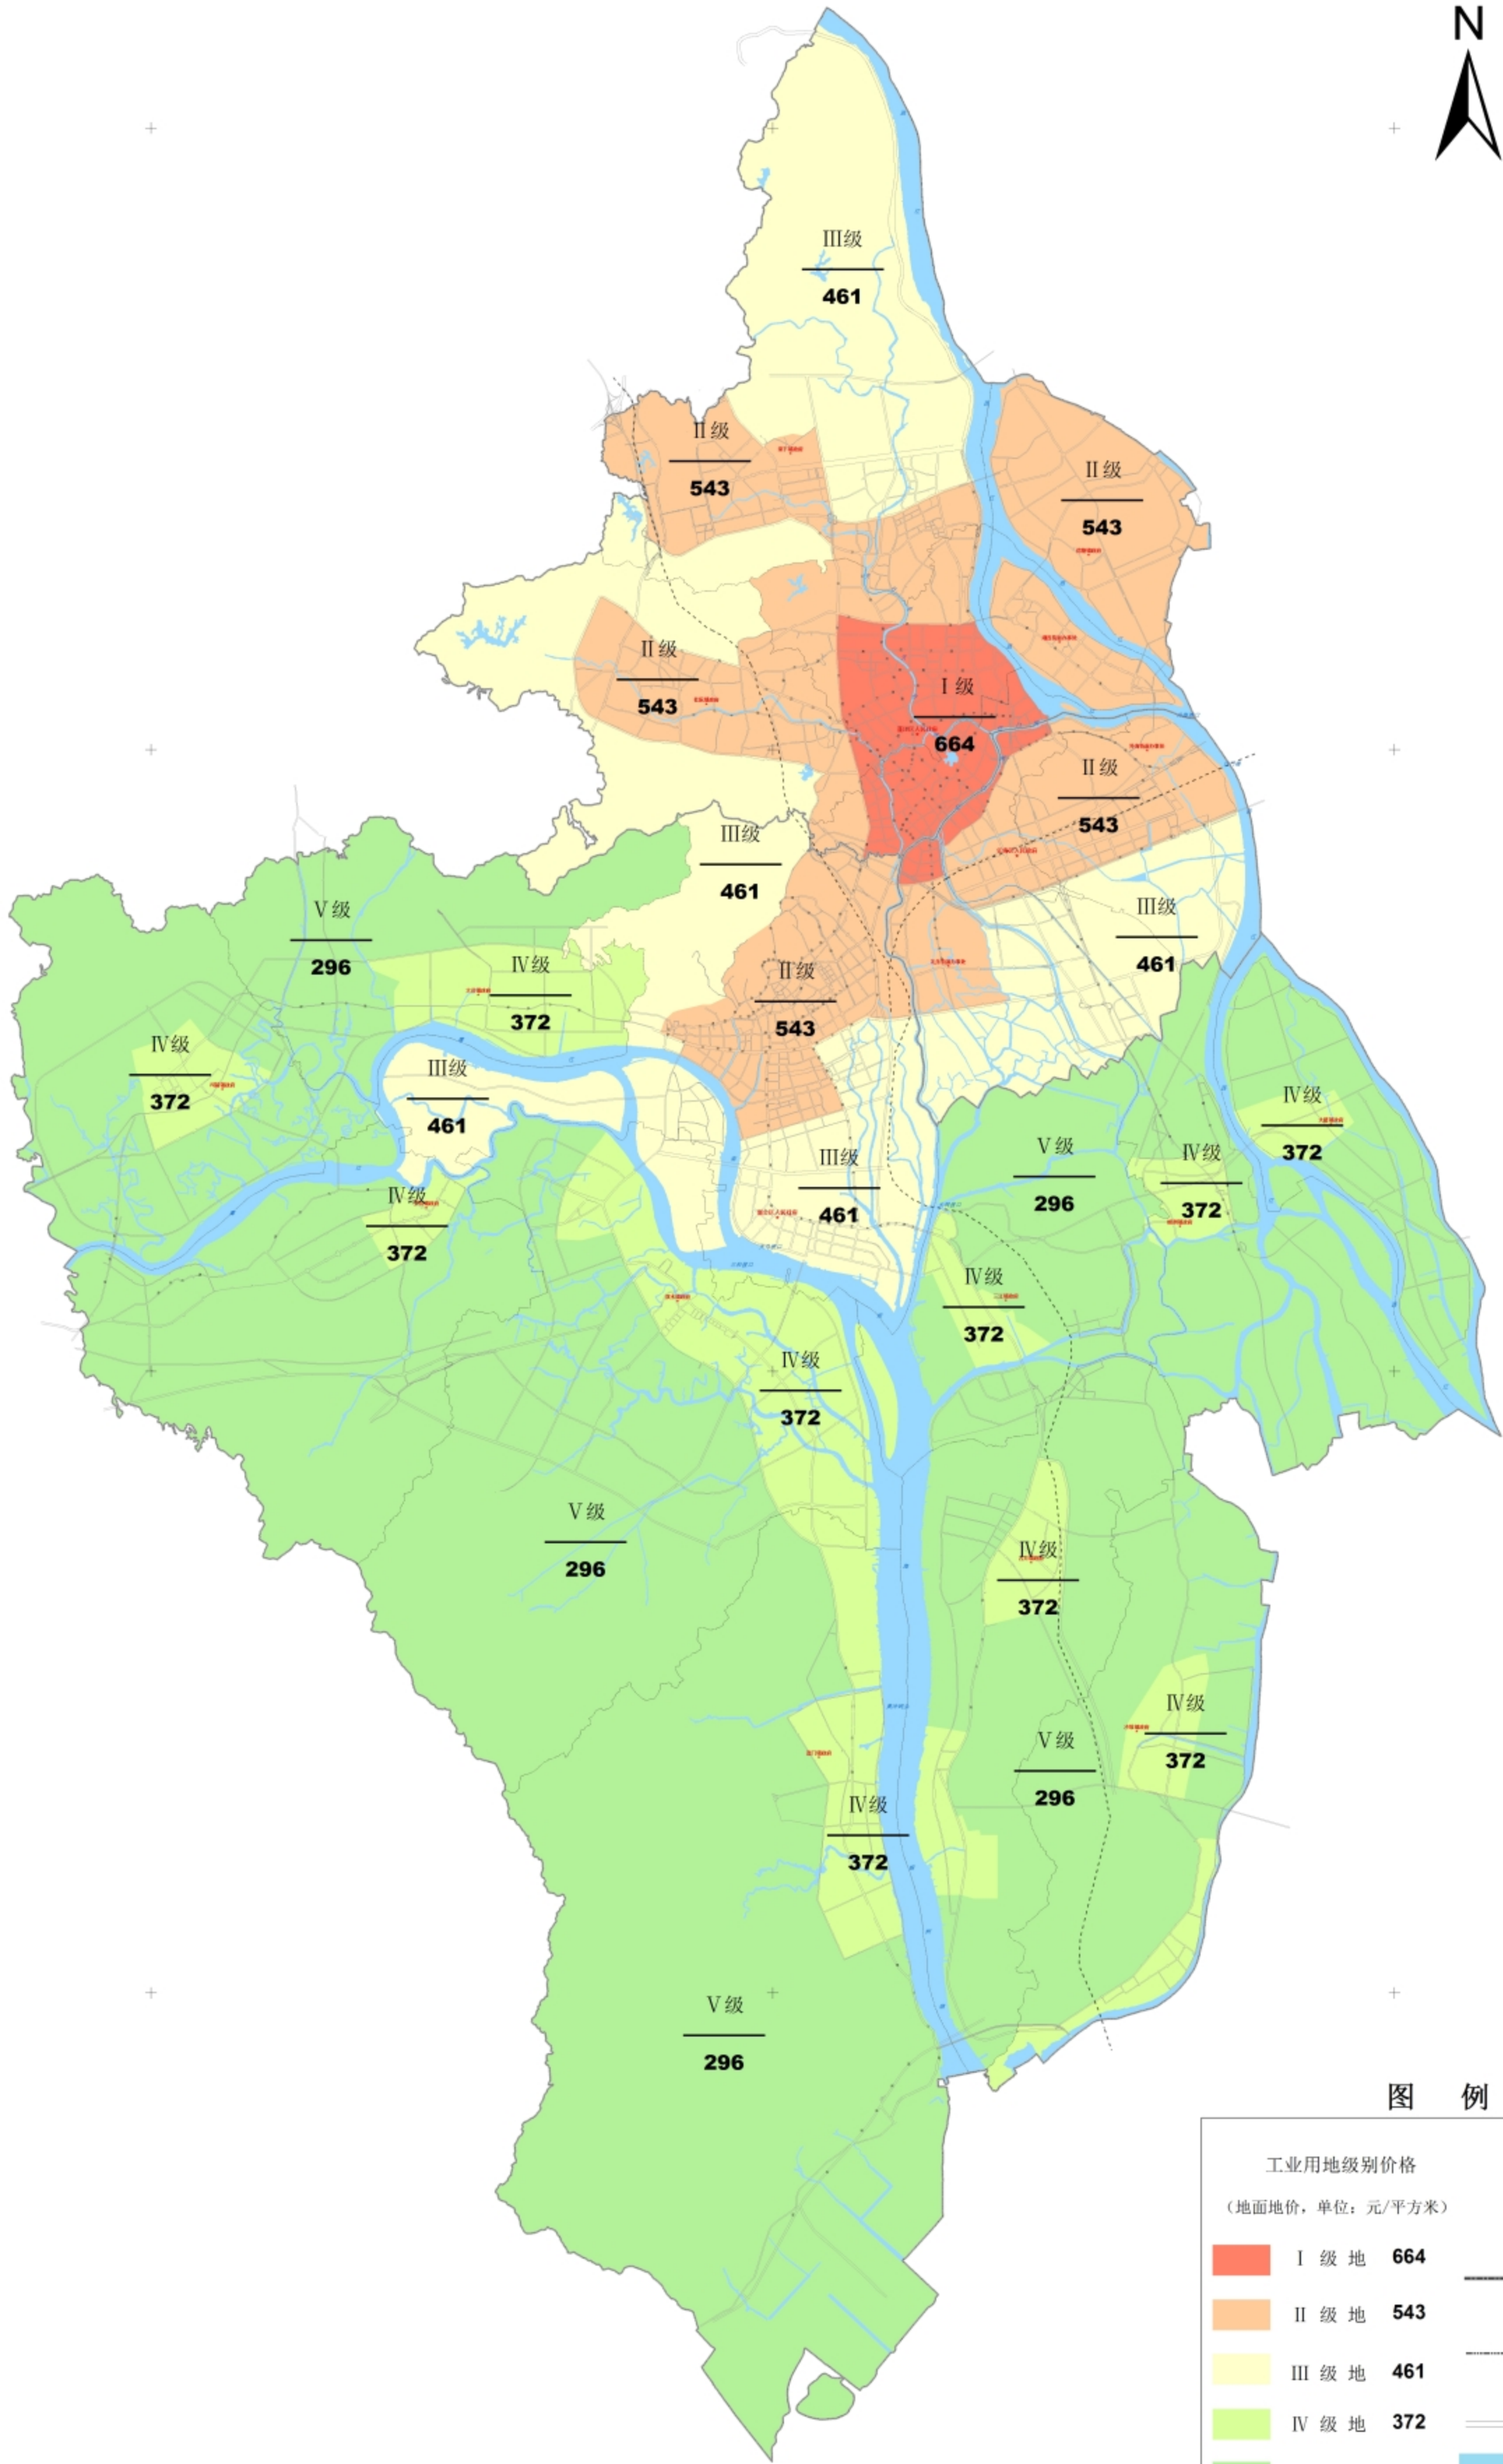 N
III级
461
II级
543
II级
543
II级
543
I级
664
II级
543
III级
461
III级
461
V级
296
IV级
372
II级
543
IV级
372
III级
461
IV级
372
V级
296
IV级
372
III级
461
IV级
372
IV级
372
IV级
372
V级
296
IV级
372
V级
296
IV级
372
IV级
372
V级
296
图 例
工业用地级别价格
（地面地价，单位：元/平方米）
I 级 地 664
II 级 地 543
III 级 地 461
IV 级 地 372